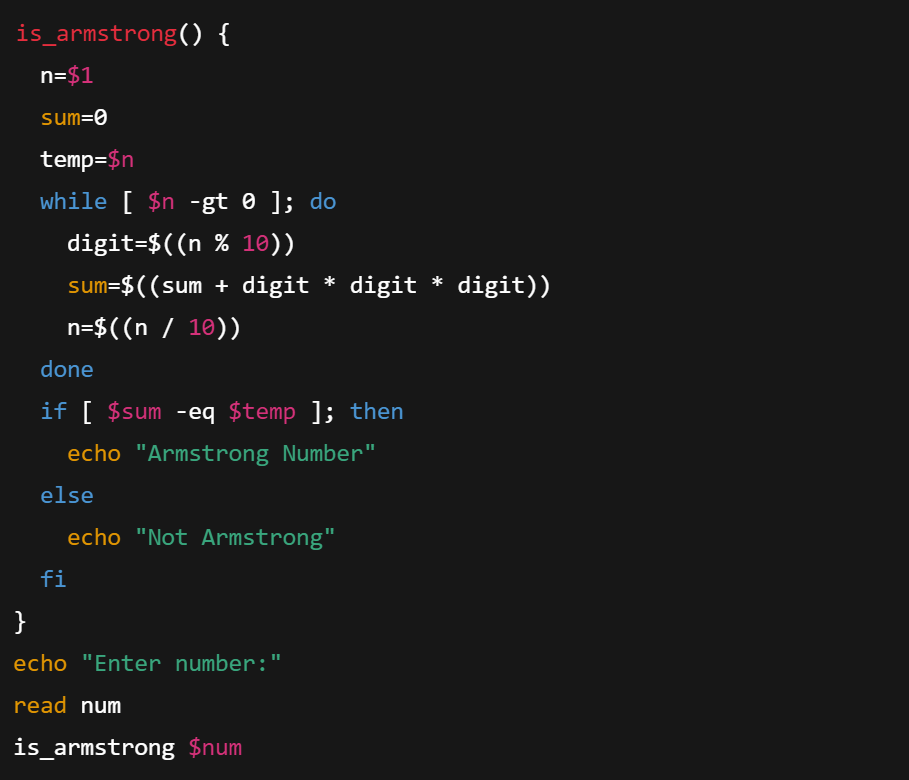 is_armstrong() {
  n=$1
  sum=0
  temp=$n
  while [ $n -gt 0 ]; do
    digit=$((n % 10))
    sum=$((sum + digit * digit * digit))
    n=$((n / 10))
  done
  if [ $sum -eq $temp ]; then
    echo "Armstrong Number"
  else
    echo "Not Armstrong"
  fi
}
echo "Enter number:"
read num
is_armstrong $num